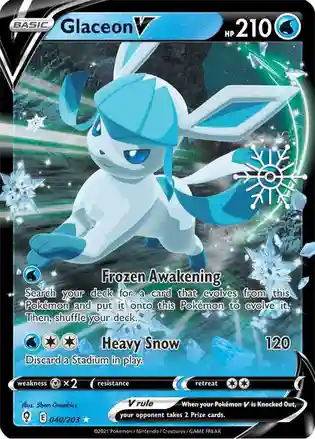 BASIC
Glaceon V
HP 210
Frozen Awakening
Search your deck for a card that evolves from this
Pokémon and put it onto this Pokémon to evolve it.
Then, shuffle your deck.
Heavy Snow 120
Discard a Stadium in play.
weakness ×2 resistance retreat
V rule When your Pokémon V is Knocked Out,
your opponent takes 2 Prize cards.
Illus. 5ban Graphics
040/203 ★
©2021 Pokémon / Nintendo / Creatures / GAME FREAK